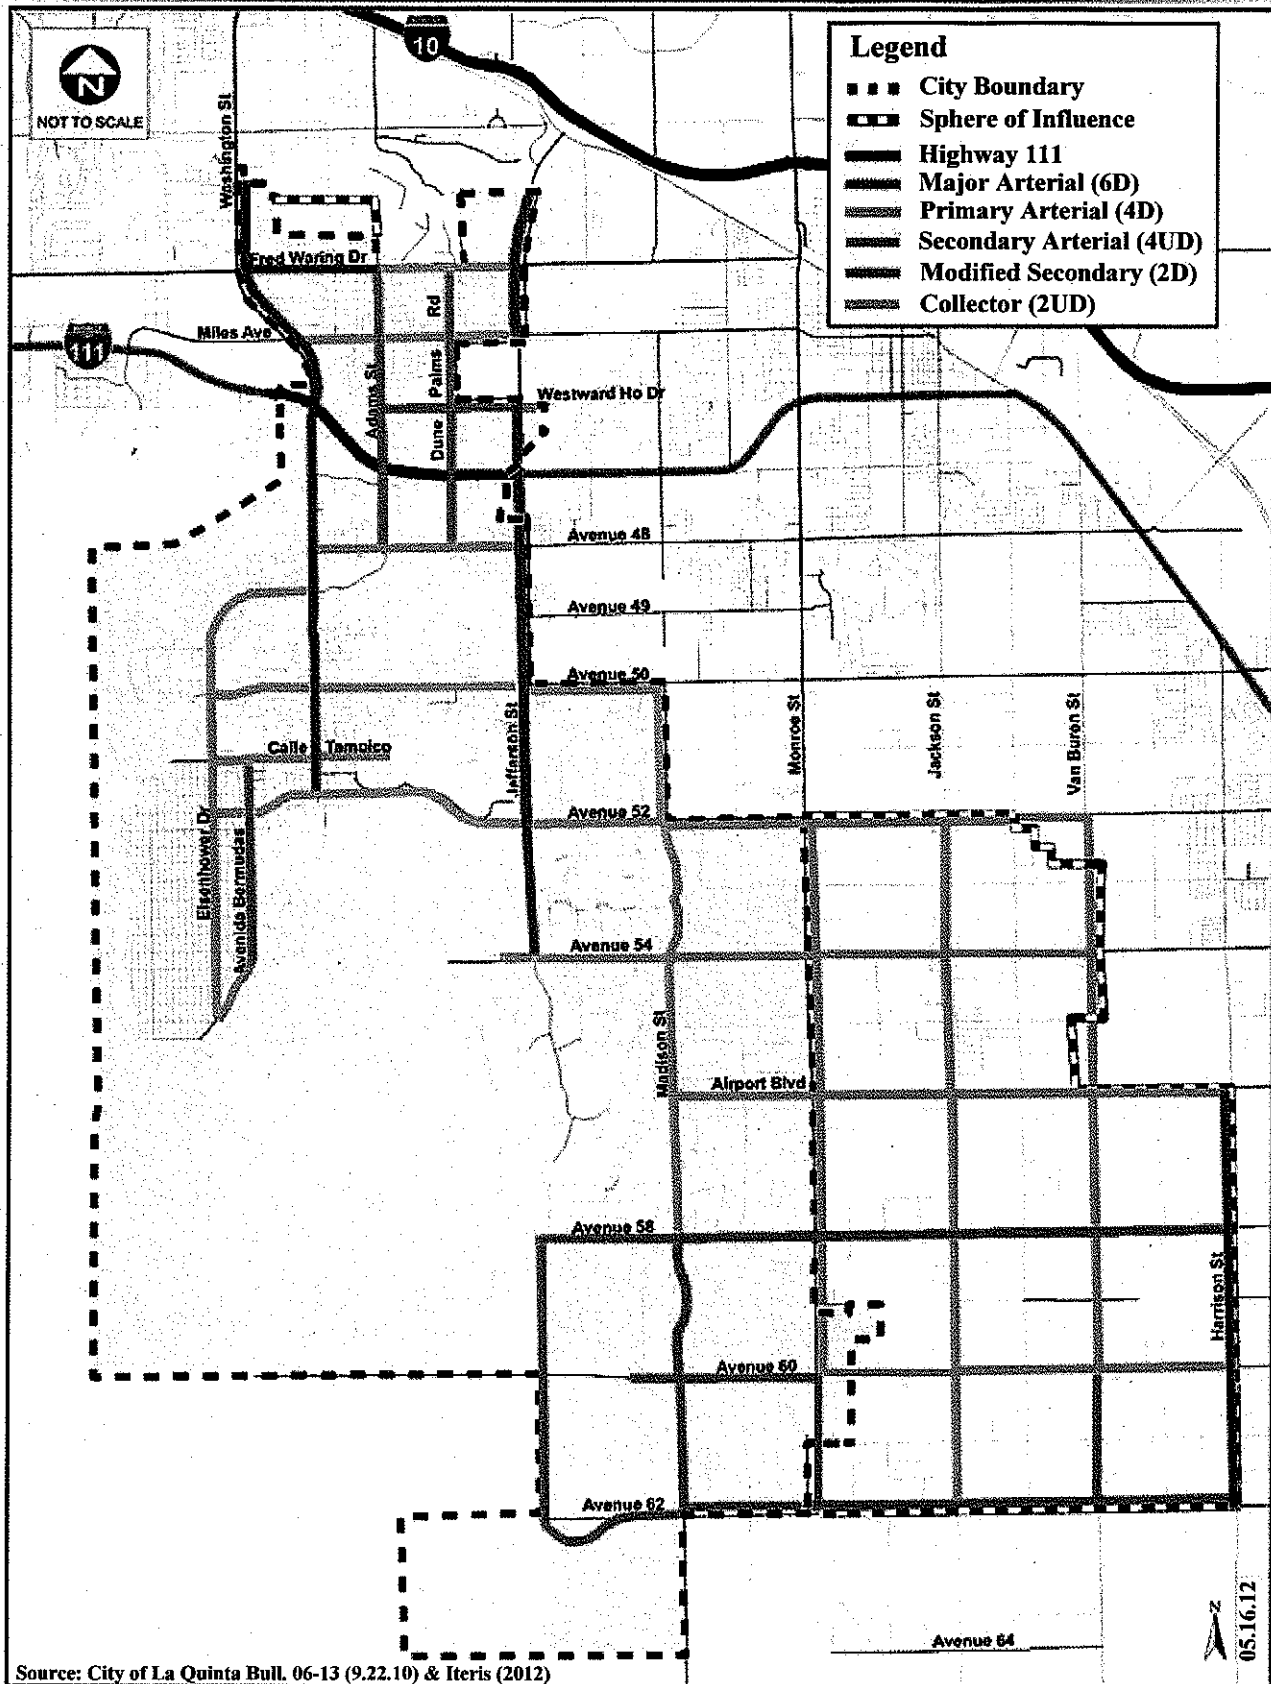 10
Legend
City Boundary
Sphere of Influence
Highway 111
Major Arterial (6D)
Primary Arterial (4D)
Secondary Arterial (4UD)
Modified Secondary (2D)
Collector (2UD)
N
NOT TO SCALE
Washington St
Fred Waring Dr
Miles Ave
111
Adams St
Dune Palms Rd
Westward Ho Dr
Avenue 48
Avenue 49
Avenue 50
Calle Tampico
Jefferson St
Monroe St
Jackson St
Van Buren St
Avenue 52
Eisenhower Dr
Avenida Bermudas
Avenue 54
Madison St
Airport Blvd
Avenue 58
Harrison St
Avenue 60
Avenue 62
Avenue 64
N
05.16.12
Source: City of La Quinta Bull. 06-13 (9.22.10) & Iteris (2012)